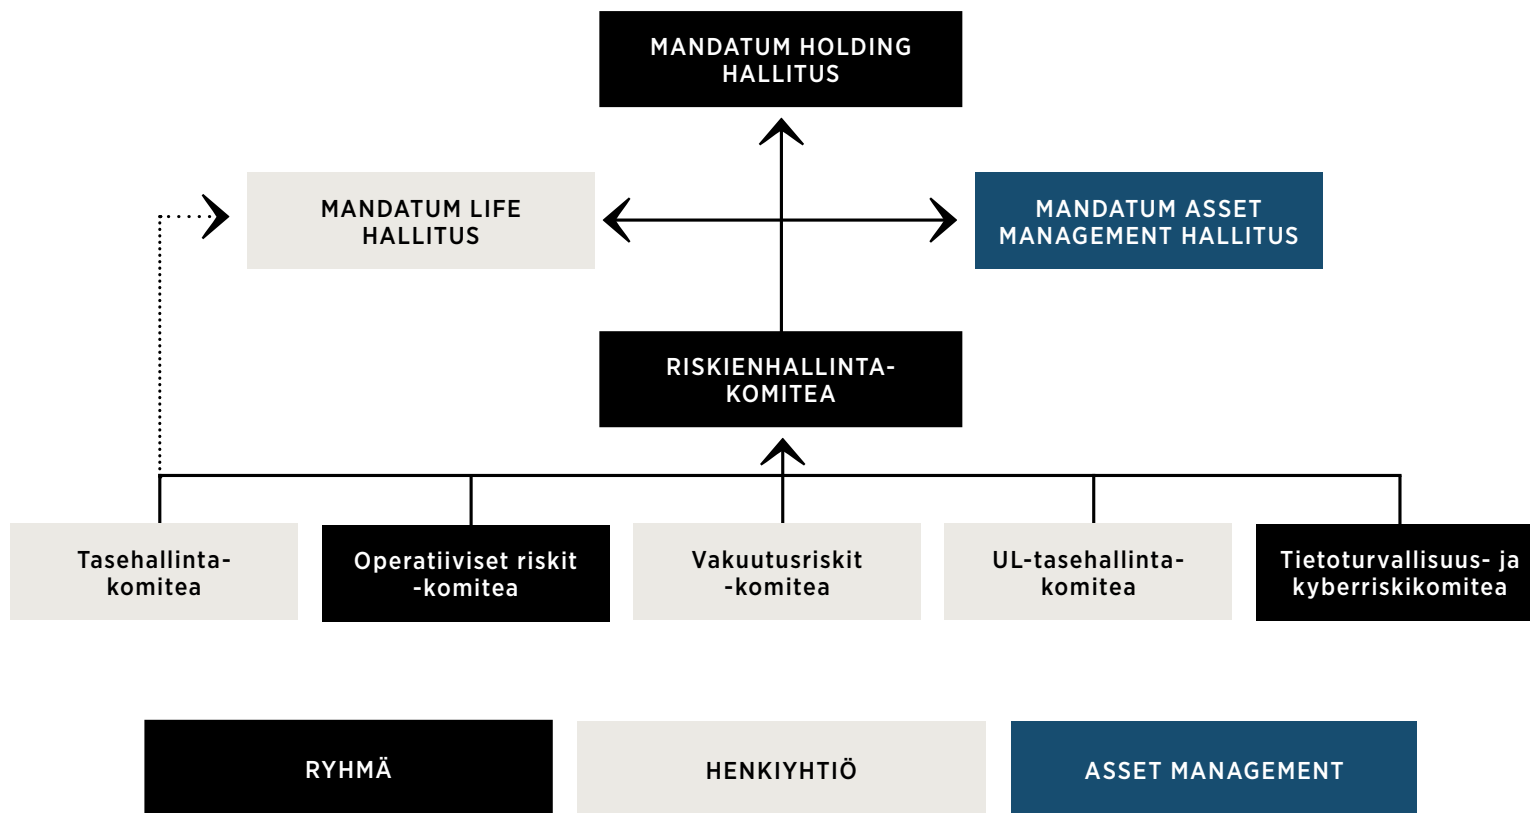 MANDATUM HOLDING
HALLITUS
MANDATUM LIFE
HALLITUS
MANDATUM ASSET
MANAGEMENT HALLITUS
RISKIENHALLINTA-
KOMITEA
Tasehallinta-
komitea
Operatiiviset riskit
-komitea
Vakuutusriskit
-komitea
UL-tasehallinta-
komitea
Tietoturvallisuus- ja
kyberriskikomitea
RYHMÄ
HENKIYHTIÖ
ASSET MANAGEMENT